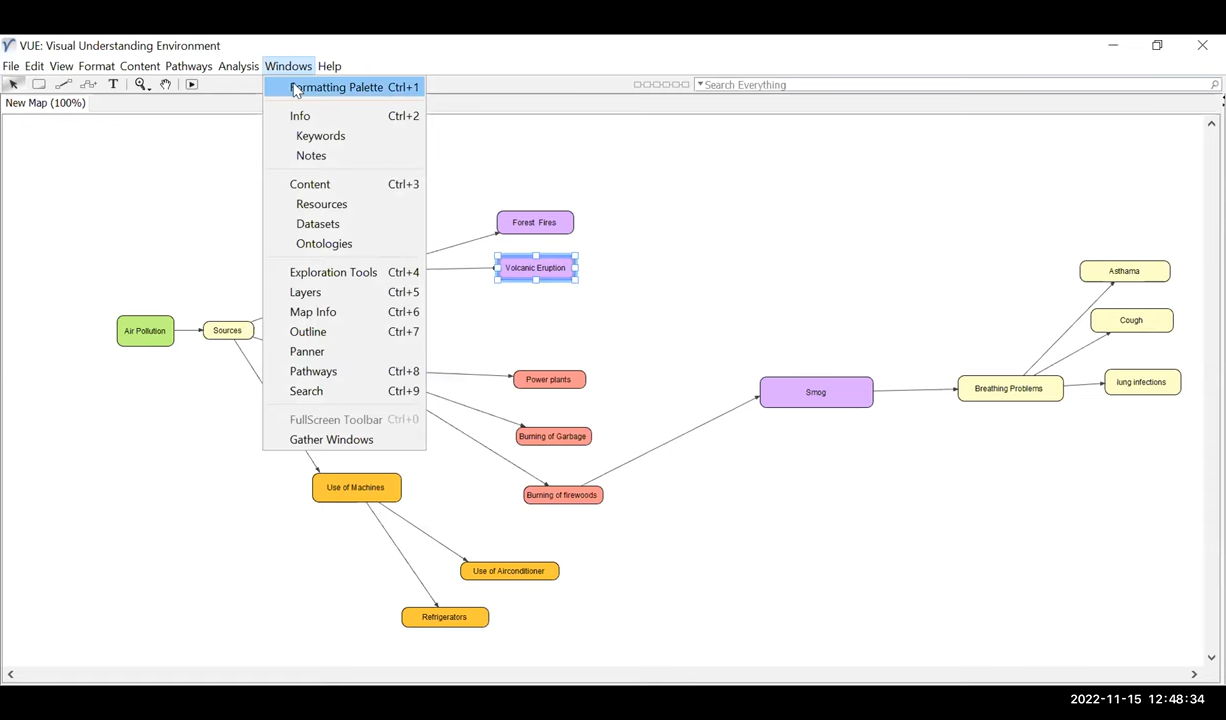 VUE: Visual Understanding Environment
File Edit View Format Content Pathways Analysis Windows Help
T
Search Everything
New Map (100%)
Formatting Palette Ctrl+1
Info Ctrl+2
Keywords
Notes
Content Ctrl+3
Resources
Datasets
Ontologies
Exploration Tools Ctrl+4
Layers Ctrl+5
Map Info Ctrl+6
Outline Ctrl+7
Panner
Pathways Ctrl+8
Search Ctrl+9
FullScreen Toolbar Ctrl+0
Gather Windows
Forest Fires
Volcanic Eruption
Asthama
Cough
Air Pollution
Sources
Power plants
lung infections
Smog
Breathing Problems
Burning of Garbage
Use of Machines
Burning of firewoods
Use of Airconditioner
Refrigerators
2022-11-15 12:48:34